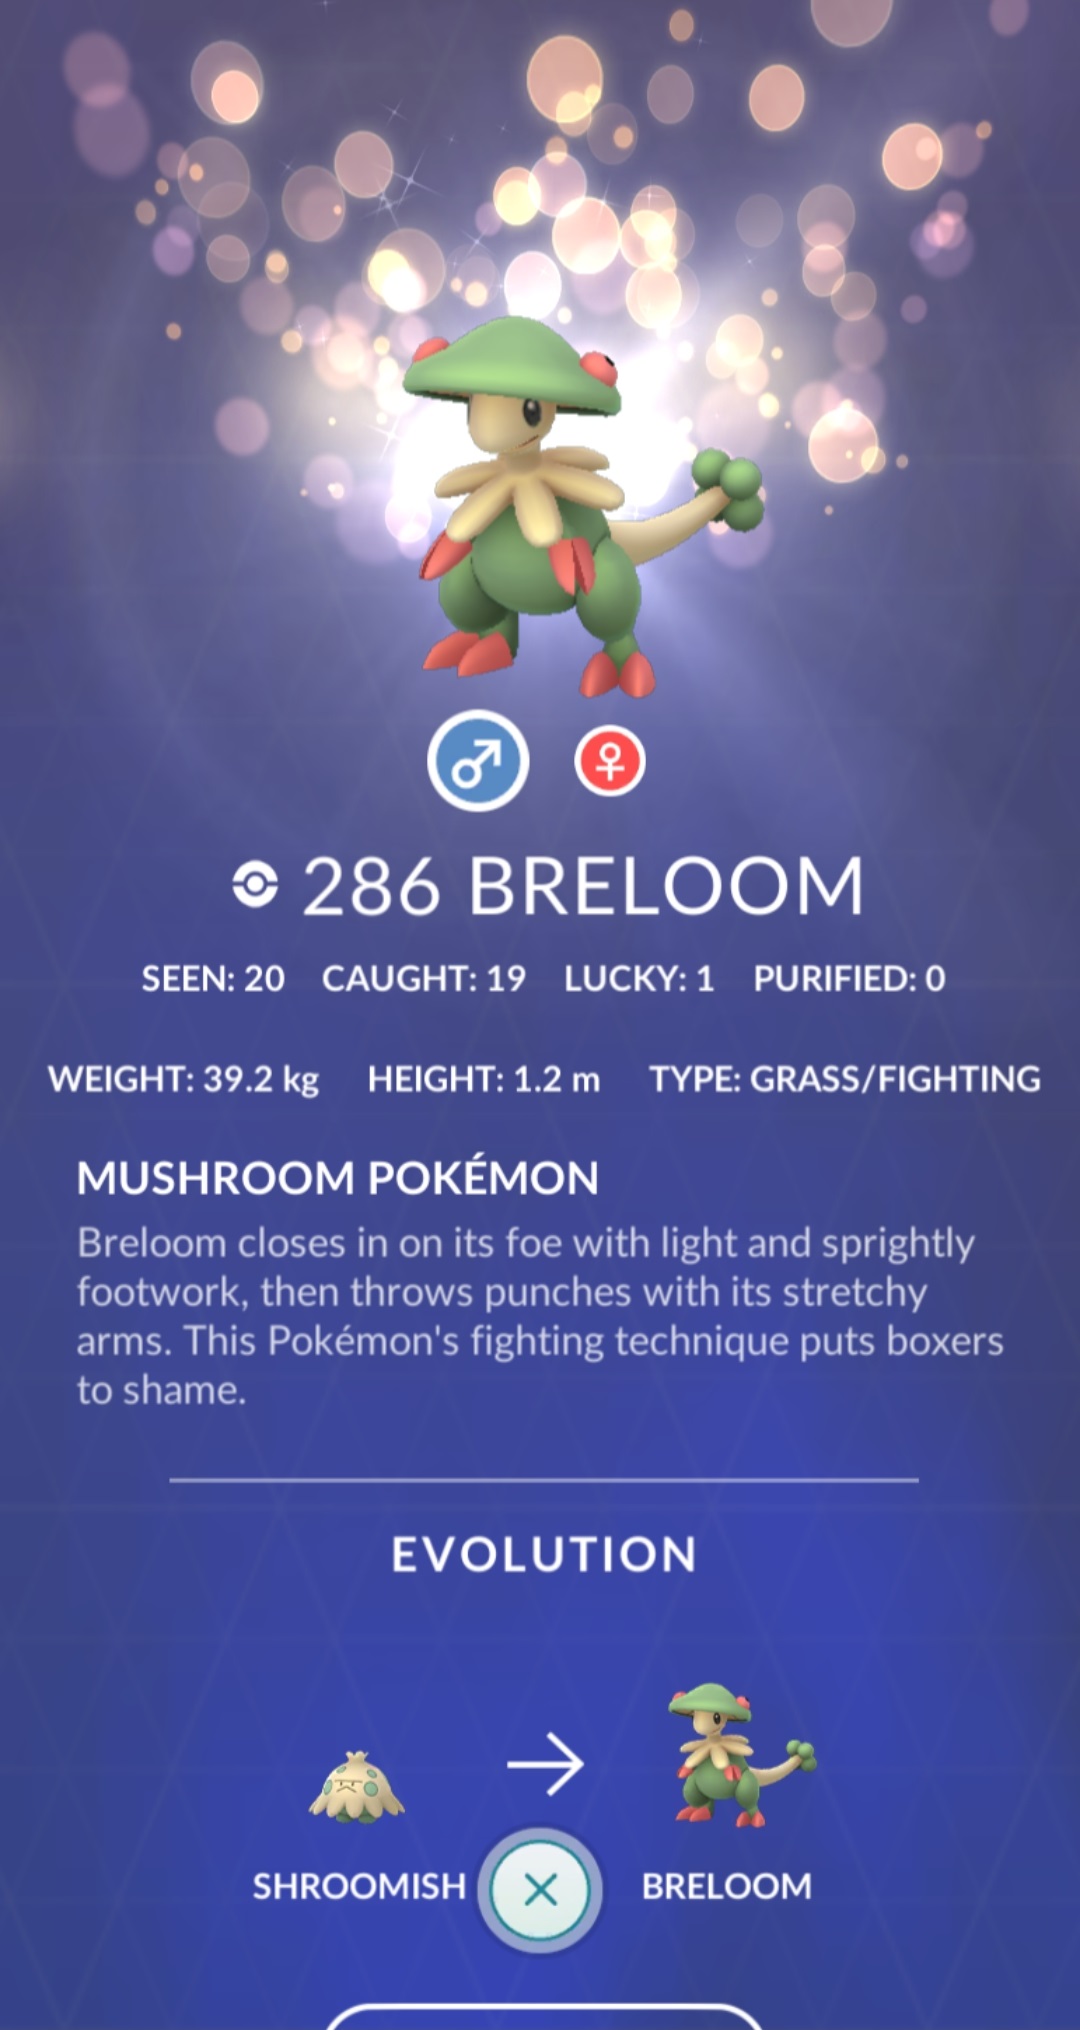 286 BRELOOM
SEEN: 20 CAUGHT: 19 LUCKY: 1 PURIFIED: 0
WEIGHT: 39.2 kg HEIGHT: 1.2 m TYPE: GRASS/FIGHTING
MUSHROOM POKÉMON
Breloom closes in on its foe with light and sprightly
footwork, then throws punches with its stretchy
arms. This Pokémon's fighting technique puts boxers
to shame.
EVOLUTION
SHROOMISH BRELOOM